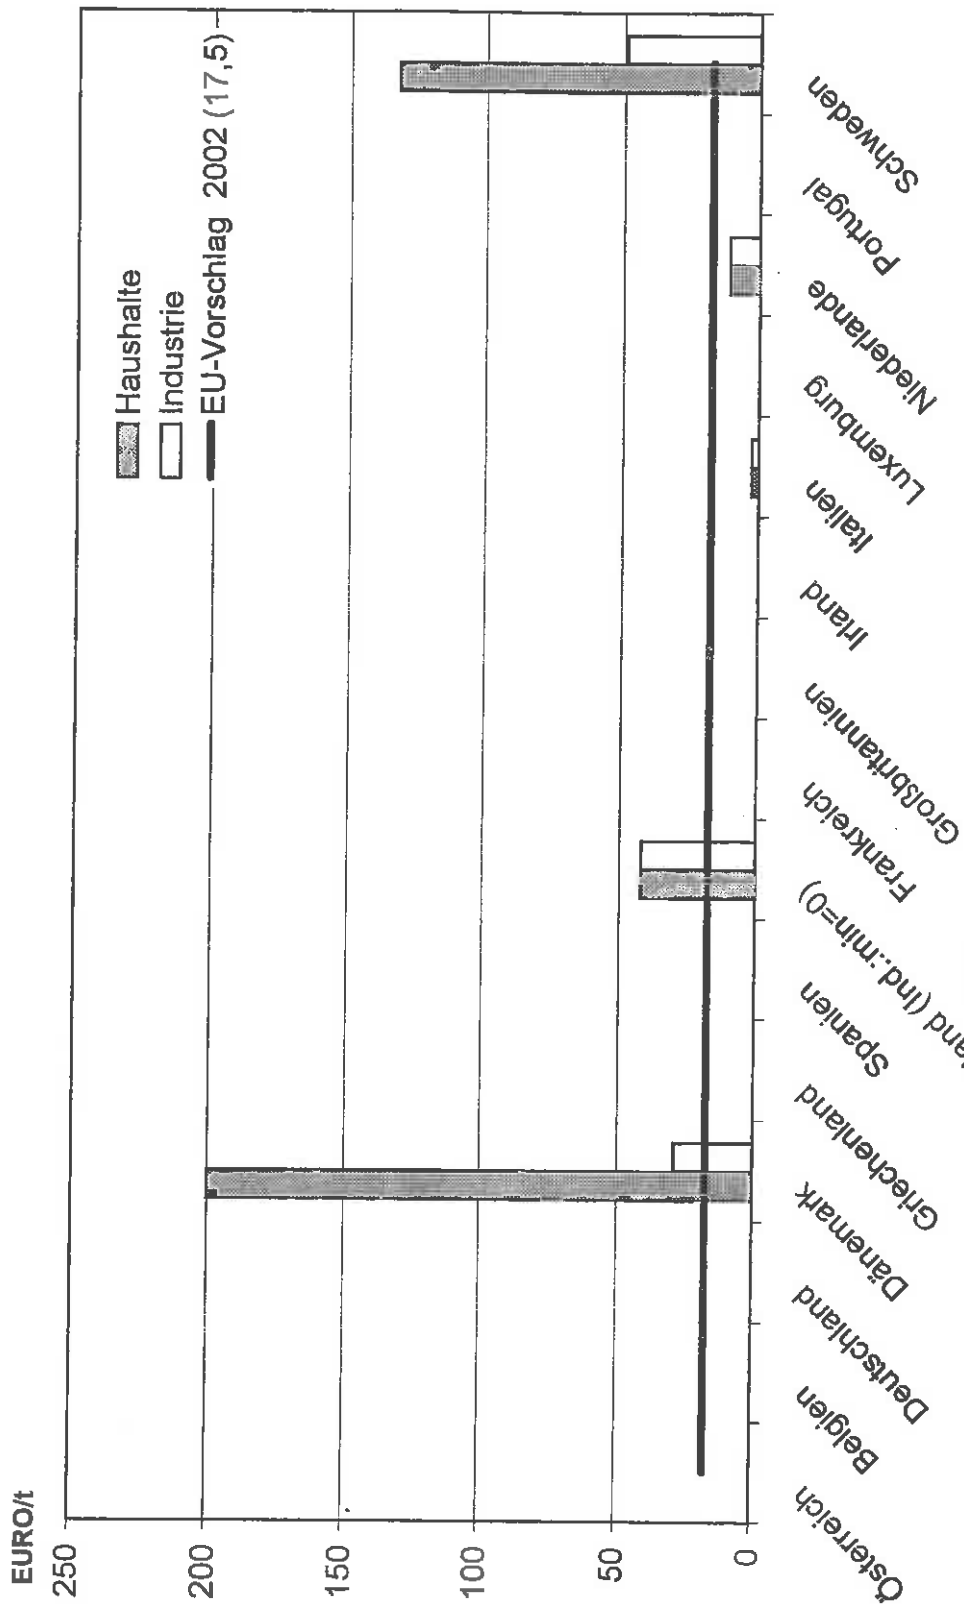 EURO/t
250
200
150
100
50
0
Haushalte
Industrie
EU-Vorschlag 2002 (17,5)
Österreich
Belgien
Deutschland
Dänemark
Griechenland
Spanien
land (Ind.:min=0)
Frankreich
Großbritannien
Irland
Italien
Luxemburg
Niederlande
Portugal
Schweden